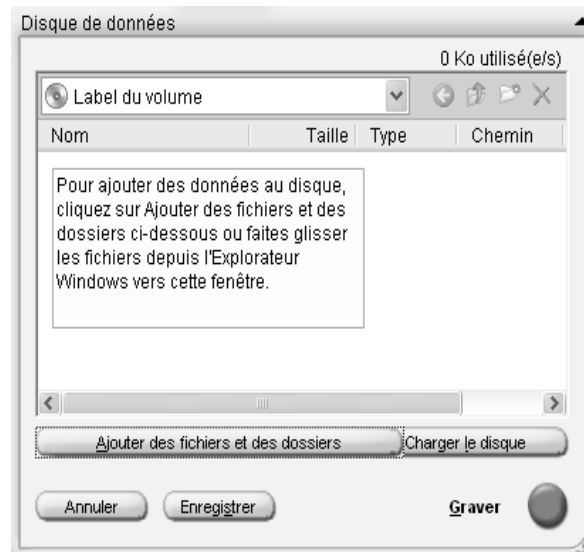 Disque de données
0 Ko utilisé(e/s)
Label du volume
Nom Taille Type Chemin
Pour ajouter des données au disque,
cliquez sur Ajouter des fichiers et des
dossiers ci-dessous ou faites glisser
les fichiers depuis l'Explorateur
Windows vers cette fenêtre.
Ajouter des fichiers et des dossiers Charger le disque
Annuler Enregistrer Graver